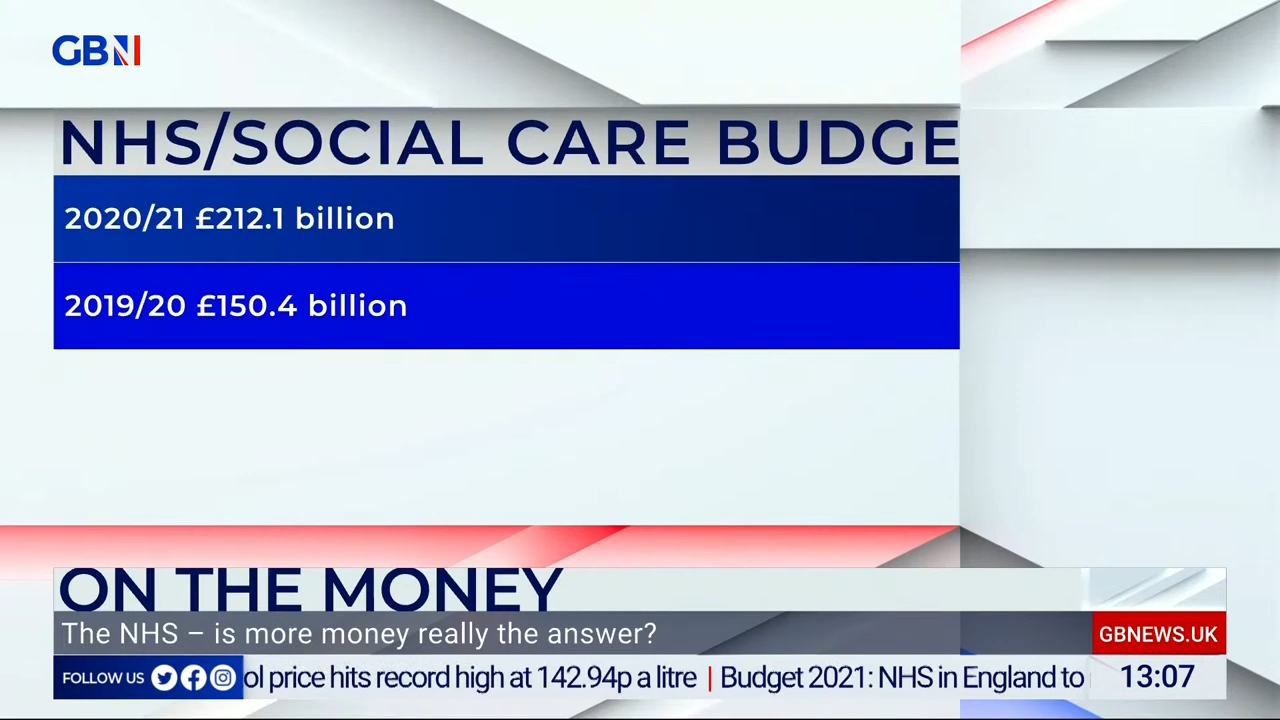 GBN
NHS/SOCIAL CARE BUDGE
2020/21 £212.1 billion
2019/20 £150.4 billion
ON THE MONEY
The NHS – is more money really the answer?
GBNEWS.UK
FOLLOW US
ol price hits record high at 142.94p a litre | Budget 2021: NHS in England to
13:07